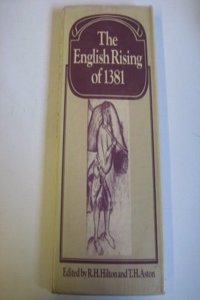 The
English Rising
of 1381
Edited by R.H. Hilton and T.H. Aston